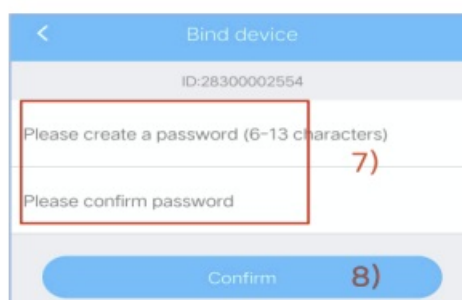 Bind device
ID:28300002554
Please create a password (6-13 characters)
7)
Please confirm password
Confirm 8)